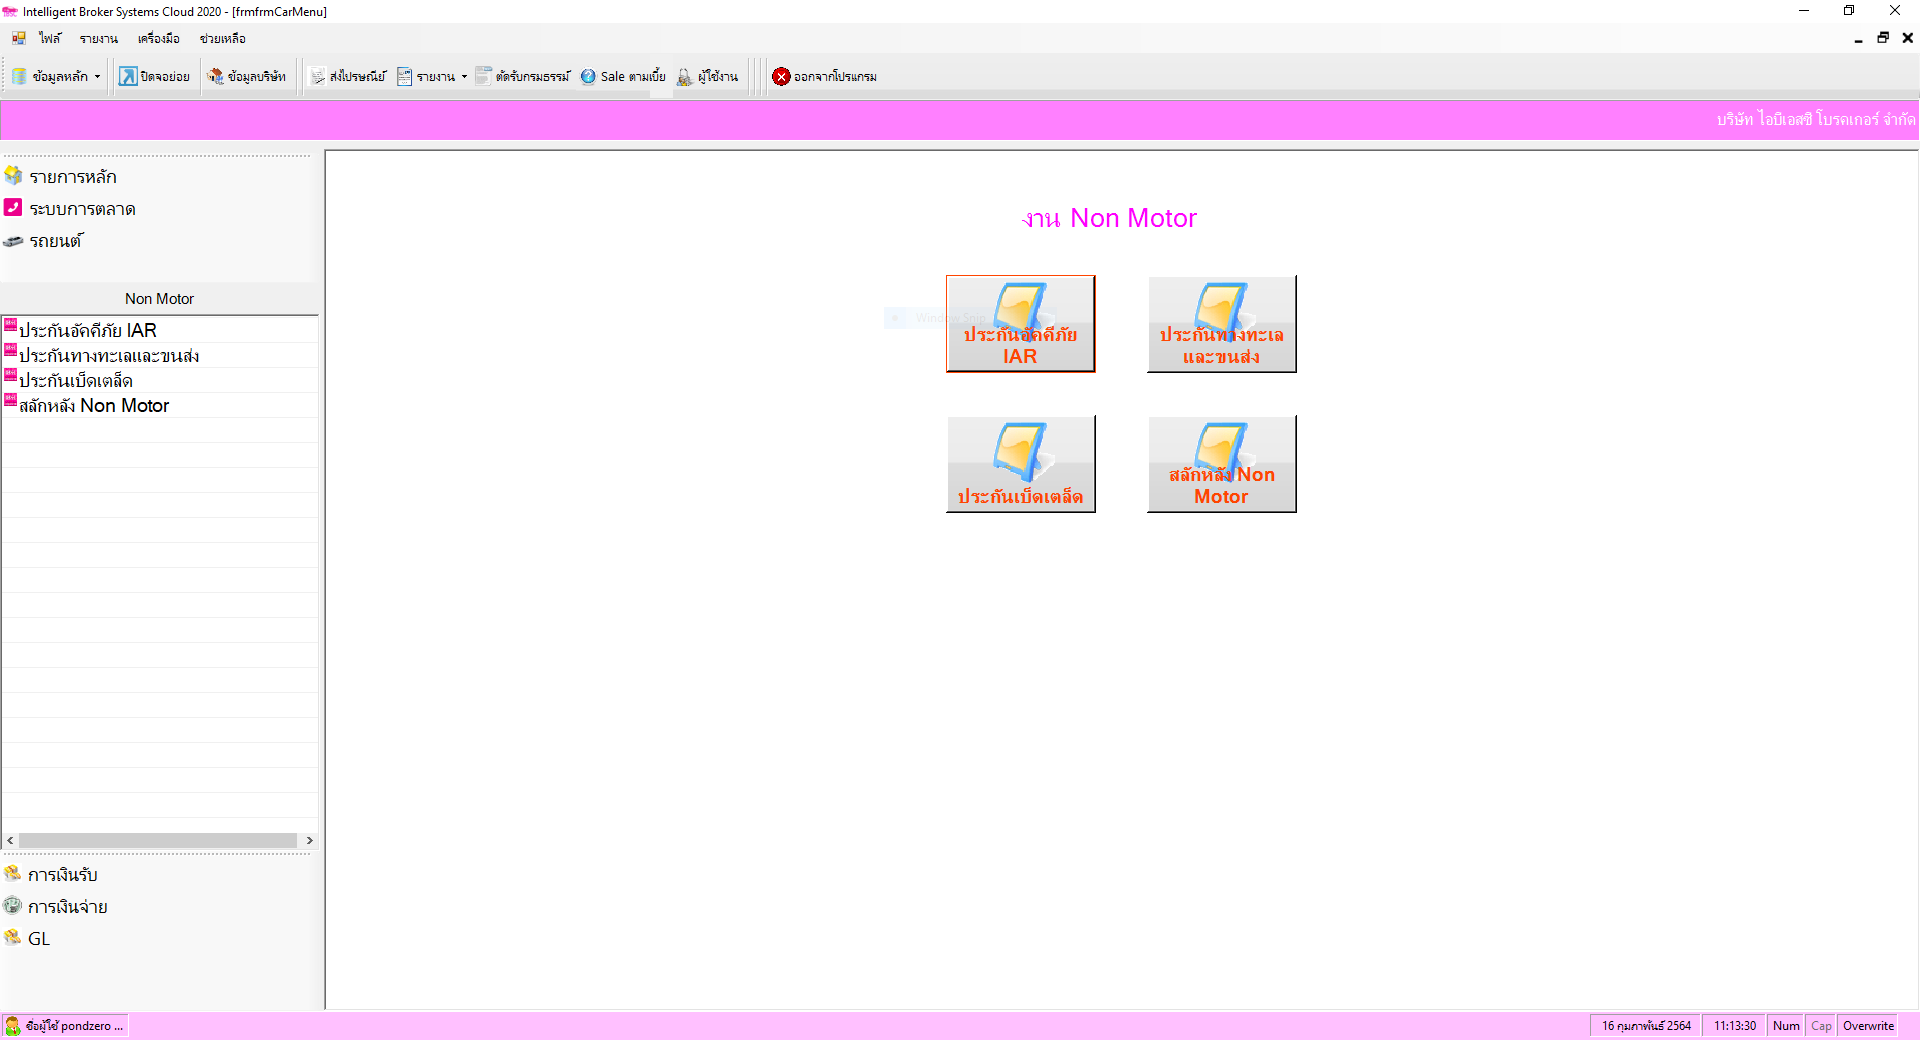 Intelligent Broker Systems Cloud 2020 - [frmfrmCarMenu]
ไฟล์ รายงาน เครื่องมือ ช่วยเหลือ
ข้อมูลหลัก ปิดจอย่อย ข้อมูลบริษัท ส่งไปรษณีย์ รายงาน ตัดรับกรมธรรม์ Sale ตามเบี้ย ผู้ใช้งาน ออกจากโปรแกรม
บริษัท ไอบีเอสซี โบรคเกอร์ จำกัด
รายการหลัก
ระบบการตลาด
รถยนต์
Non Motor
ประกันอัคคีภัย IAR
ประกันทางทะเลและขนส่ง
ประกันเบ็ดเตล็ด
สลักหลัง Non Motor
การเงินรับ
การเงินจ่าย
GL
งาน Non Motor
Window Snip
ประกันอัคคีภัย
IAR
ประกันทางทะเล
และขนส่ง
ประกันเบ็ดเตล็ด
สลักหลัง Non
Motor
ชื่อผู้ใช้ pondzero ...
16 กุมภาพันธ์ 2564 11:13:30 Num Cap Overwrite